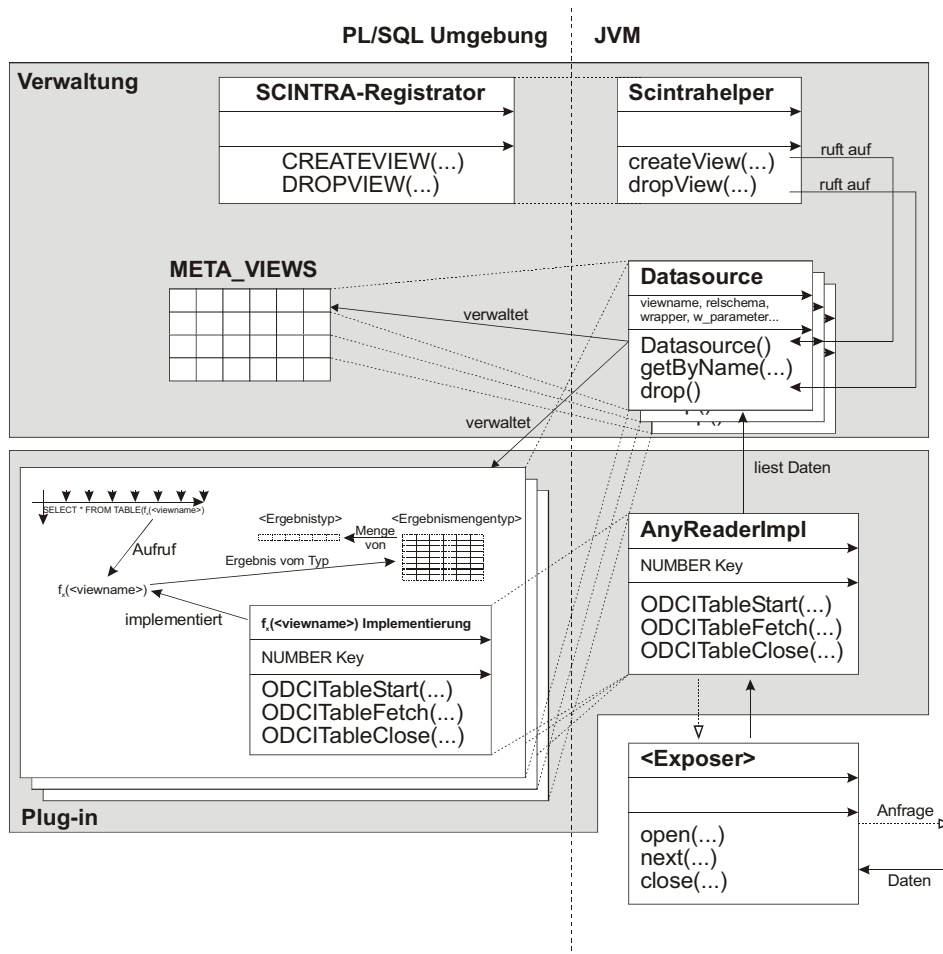 PL/SQL Umgebung
JVM
Verwaltung
SCINTRA-Registrator
CREATEVIEW(...)
DROPVIEW(...)
Scintrahelper
createView(...)
dropView(...)
ruft auf
ruft auf
META_VIEWS
verwaltet
Datasource
viewname, relschema,
wrapper, w_parameter...
Datasource()
getByName(...)
drop()
verwaltet
liest Daten
SELECT * FROM TABLE(fₓ(<viewname>)
Aufruf
<Ergebnistyp>
<Ergebnismengentyp>
Menge
von
Ergebnis vom Typ
fₓ(<viewname>)
implementiert
fₓ(<viewname>) Implementierung
NUMBER Key
ODCITableStart(...)
ODCITableFetch(...)
ODCITableClose(...)
AnyReaderImpl
NUMBER Key
ODCITableStart(...)
ODCITableFetch(...)
ODCITableClose(...)
Plug-in
<Exposer>
open(...)
next(...)
close(...)
Anfrage
Daten